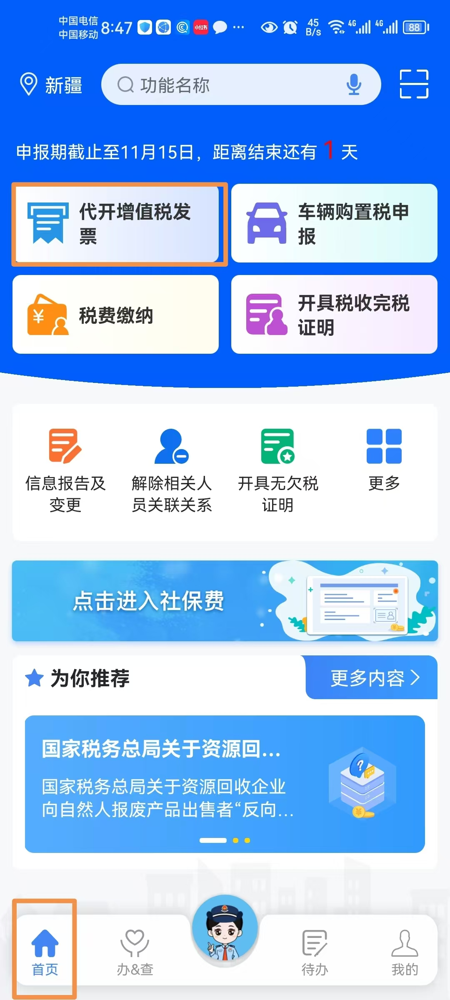 中国电信
中国移动
8:47
小红书
45
B/s
4G
4G
88
新疆
功能名称
申报期截止至11月15日，距离结束还有 1 天
代开增值税发
票
车辆购置税申
报
税费缴纳
开具税收完税
证明
信息报告及
变更
解除相关人
员关联关系
开具无欠税
证明
更多
点击进入社保费
为你推荐
更多内容
国家税务总局关于资源回...
国家税务总局关于资源回收企业
向自然人报废产品出售者“反向...
首页
办&查
待办
我的